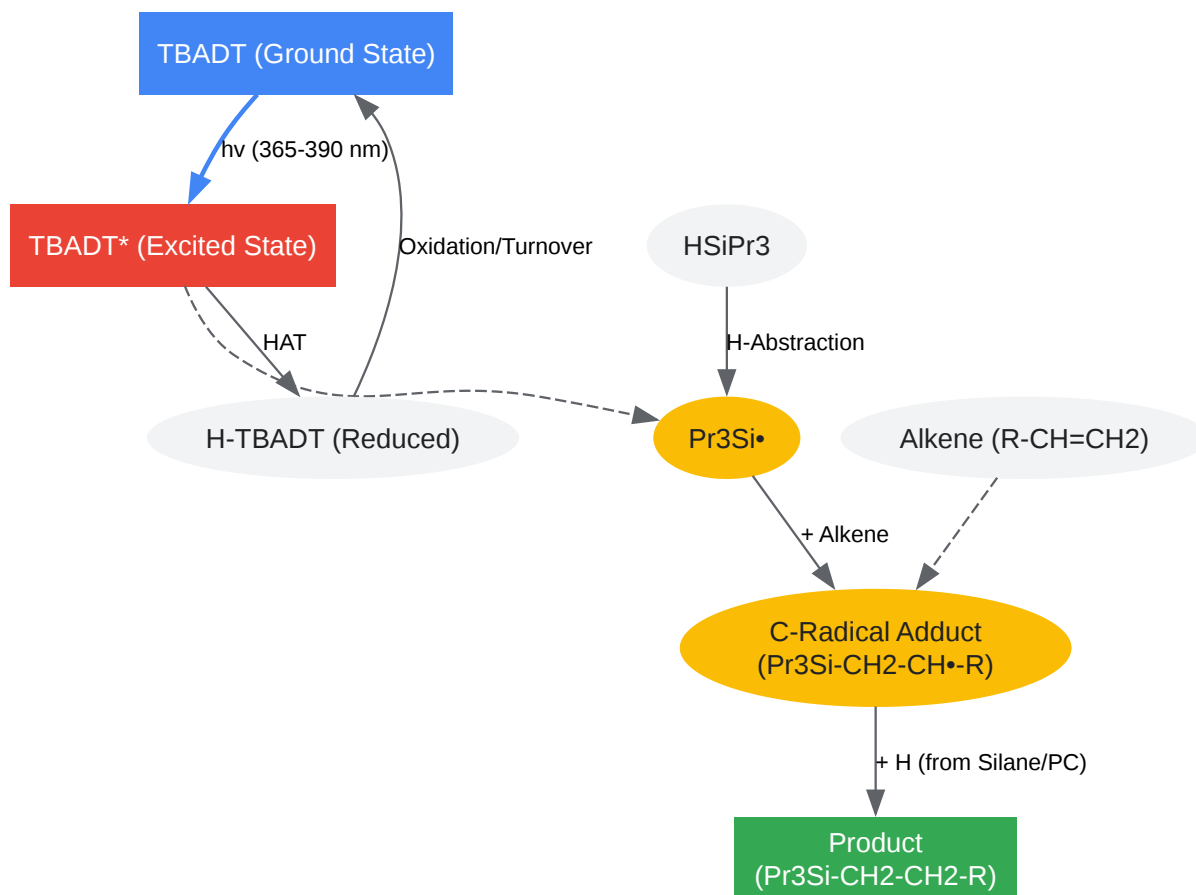 TBADT (Ground State)
hv (365-390 nm)
TBADT* (Excited State)
Oxidation/Turnover
HSiPr3
HAT
H-Abstraction
H-TBADT (Reduced)
Pr3Si•
Alkene (R-CH=CH2)
+ Alkene
C-Radical Adduct
(Pr3Si-CH2-CH•-R)
+ H (from Silane/PC)
Product
(Pr3Si-CH2-CH2-R)